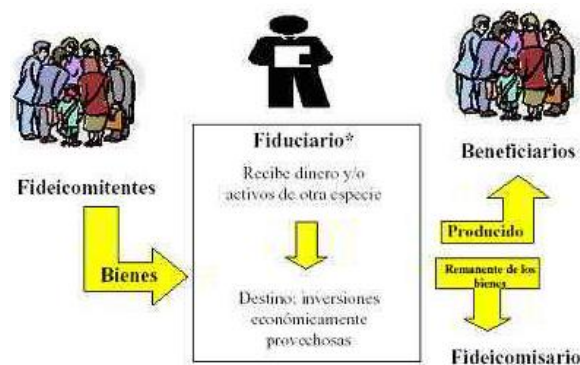 Fideicomitentes
Bienes
Fiduciario*
Recibe dinero y/o
activos de otra especie
Destino: inversiones
económicamente
provechosas
Beneficiarios
Producido
Remanente de los
bienes
Fideicomisario